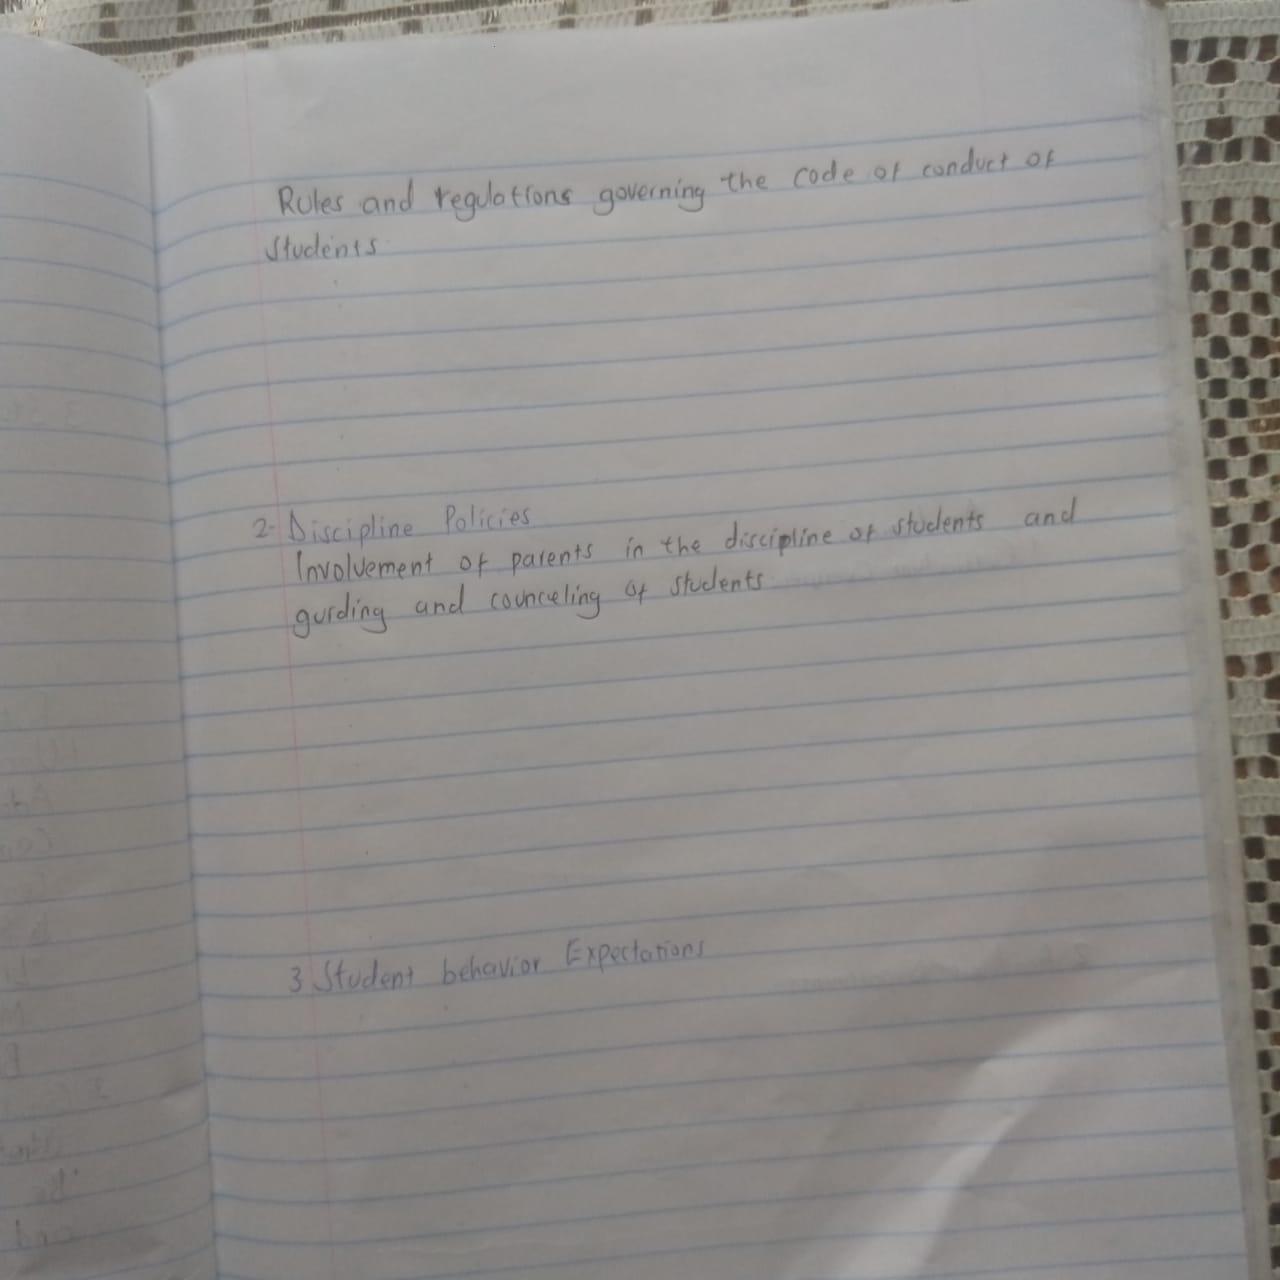 Rules and regulations governing the code of conduct of
students.
2- Discipline Policies
Involvement of parents in the discipline of students and
guiding and counceling of students
3 Student behavior Expectations